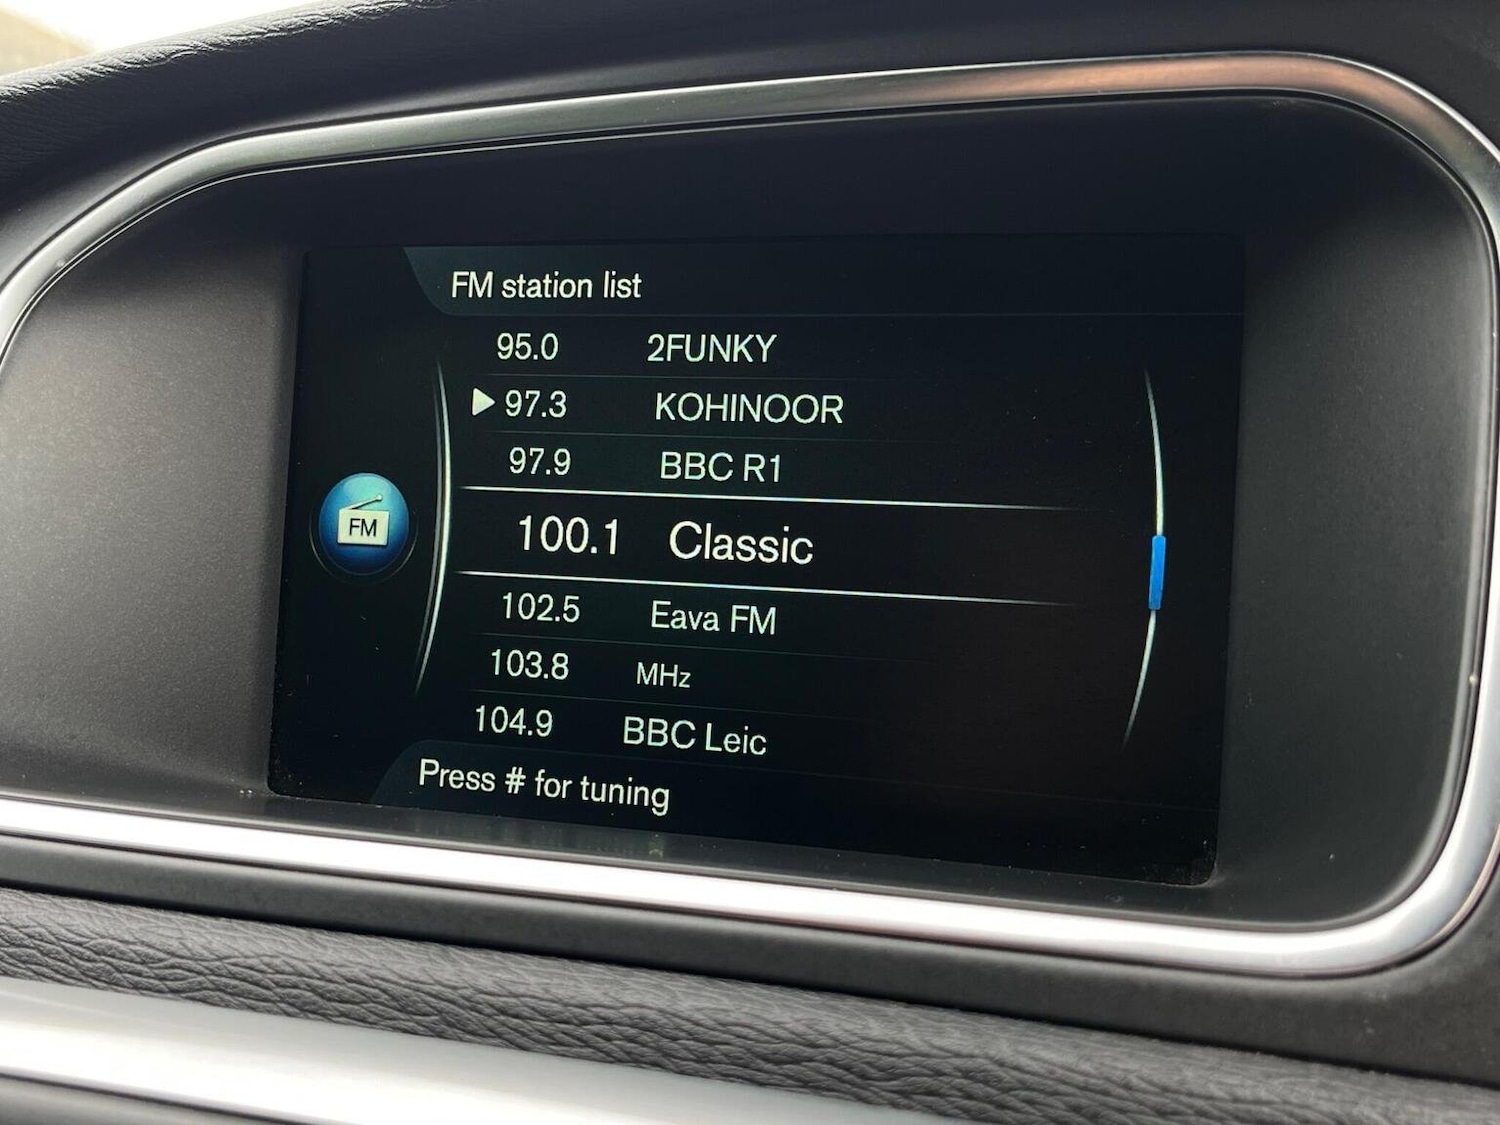 FM station list
95.0 2FUNKY
97.3 KOHINOOR
97.9 BBC R1
FM
100.1 Classic
102.5 Eava FM
103.8 MHz
104.9 BBC Leic
Press # for tuning